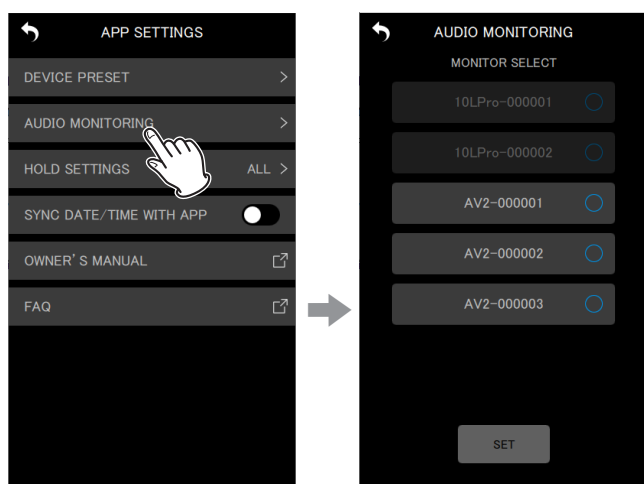 APP SETTINGS
DEVICE PRESET
AUDIO MONITORING
HOLD SETTINGS ALL
SYNC DATE/TIME WITH APP
OWNER'S MANUAL
FAQ
AUDIO MONITORING
MONITOR SELECT
10LPro-000001
10LPro-000002
AV2-000001
AV2-000002
AV2-000003
SET